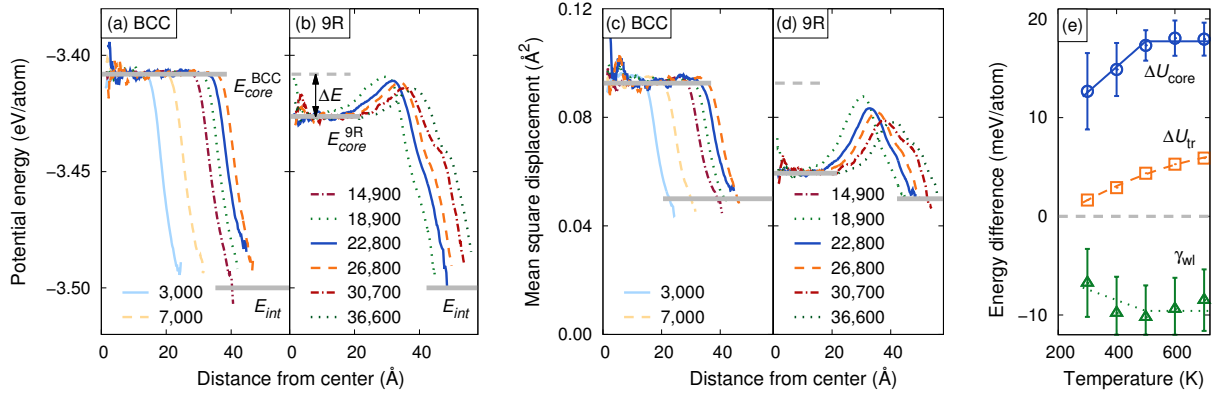 (a) BCC
(b) 9R
−3.40
−3.45
−3.50
Potential energy (eV/atom)
E_core^BCC
ΔE
E_core^9R
3,000
7,000
E_int
14,900
18,900
22,800
26,800
30,700
36,600
E_int
0 20 40
0 20 40
Distance from center (Å)
(c) BCC
(d) 9R
0.12
0.08
0.04
0.00
Mean square displacement (Å²)
3,000
7,000
14,900
18,900
22,800
26,800
30,700
36,600
0 20 40
0 20 40
Distance from center (Å)
(e)
20
10
0
−10
Energy difference (meV/atom)
ΔU_core
ΔU_tr
γ_wl
200 400 600
Temperature (K)